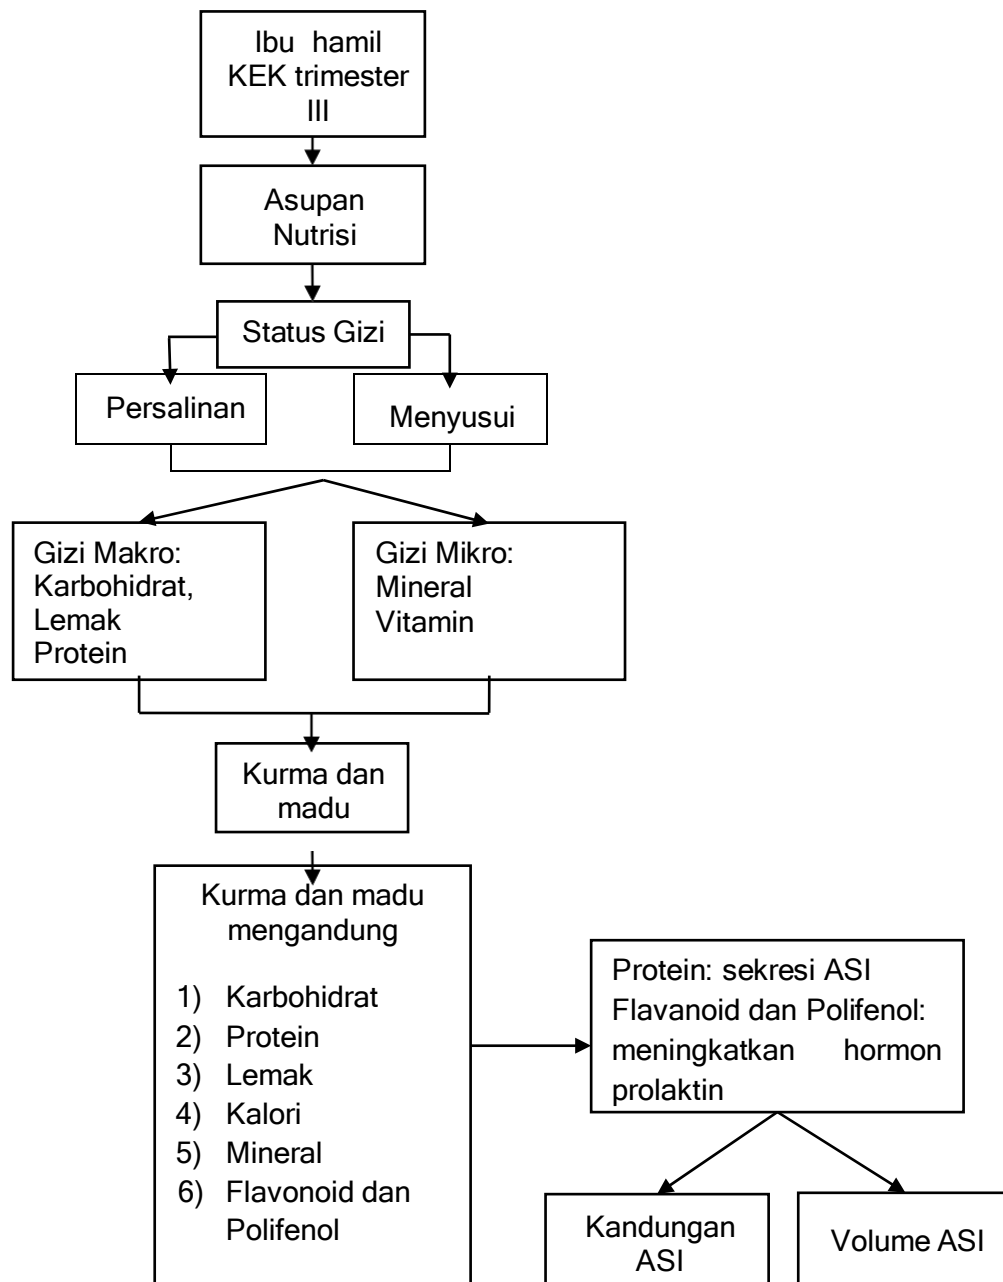 Ibu hamil
KEK trimester
III
Asupan
Nutrisi
Status Gizi
Persalinan
Menyusui
Gizi Makro:
Karbohidrat,
Lemak
Protein
Gizi Mikro:
Mineral
Vitamin
Kurma dan
madu
Kurma dan madu
mengandung
1) Karbohidrat
2) Protein
3) Lemak
4) Kalori
5) Mineral
6) Flavonoid dan
Polifenol
Protein: sekresi ASI
Flavanoid dan Polifenol:
meningkatkan hormon
prolaktin
Kandungan
ASI
Volume ASI